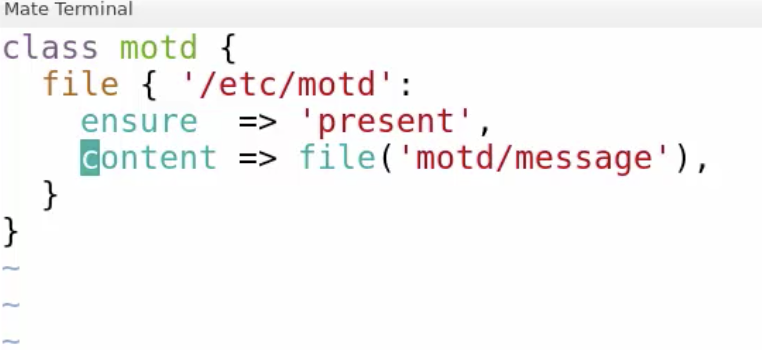 Mate Terminal
class motd {
  file { '/etc/motd':
    ensure  => 'present',
    content => file('motd/message'),
  }
}
~
~
~